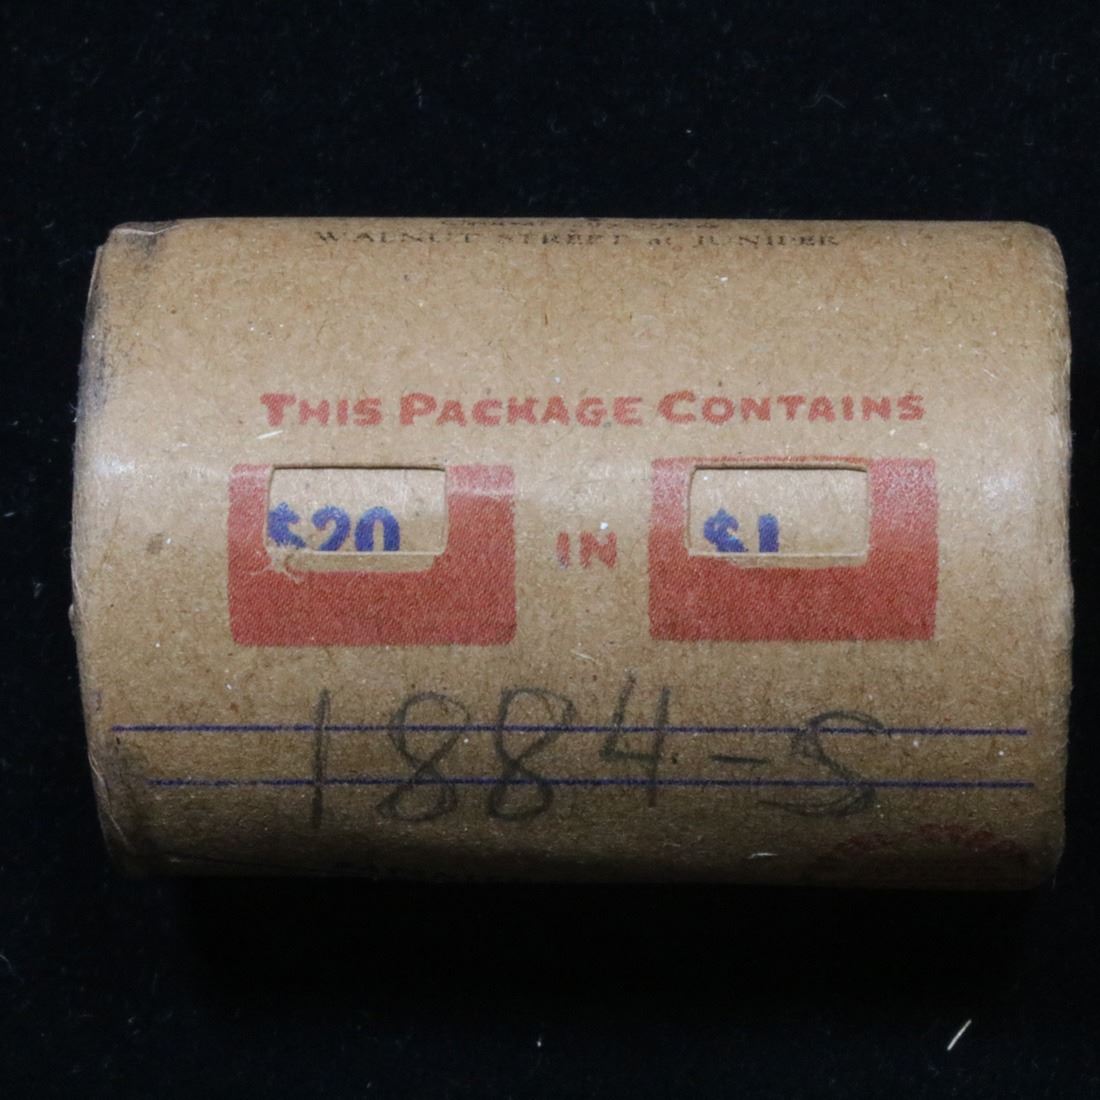 WALNUT STREET at JUNIPER
THIS PACKAGE CONTAINS
$20 IN $1
1884-S